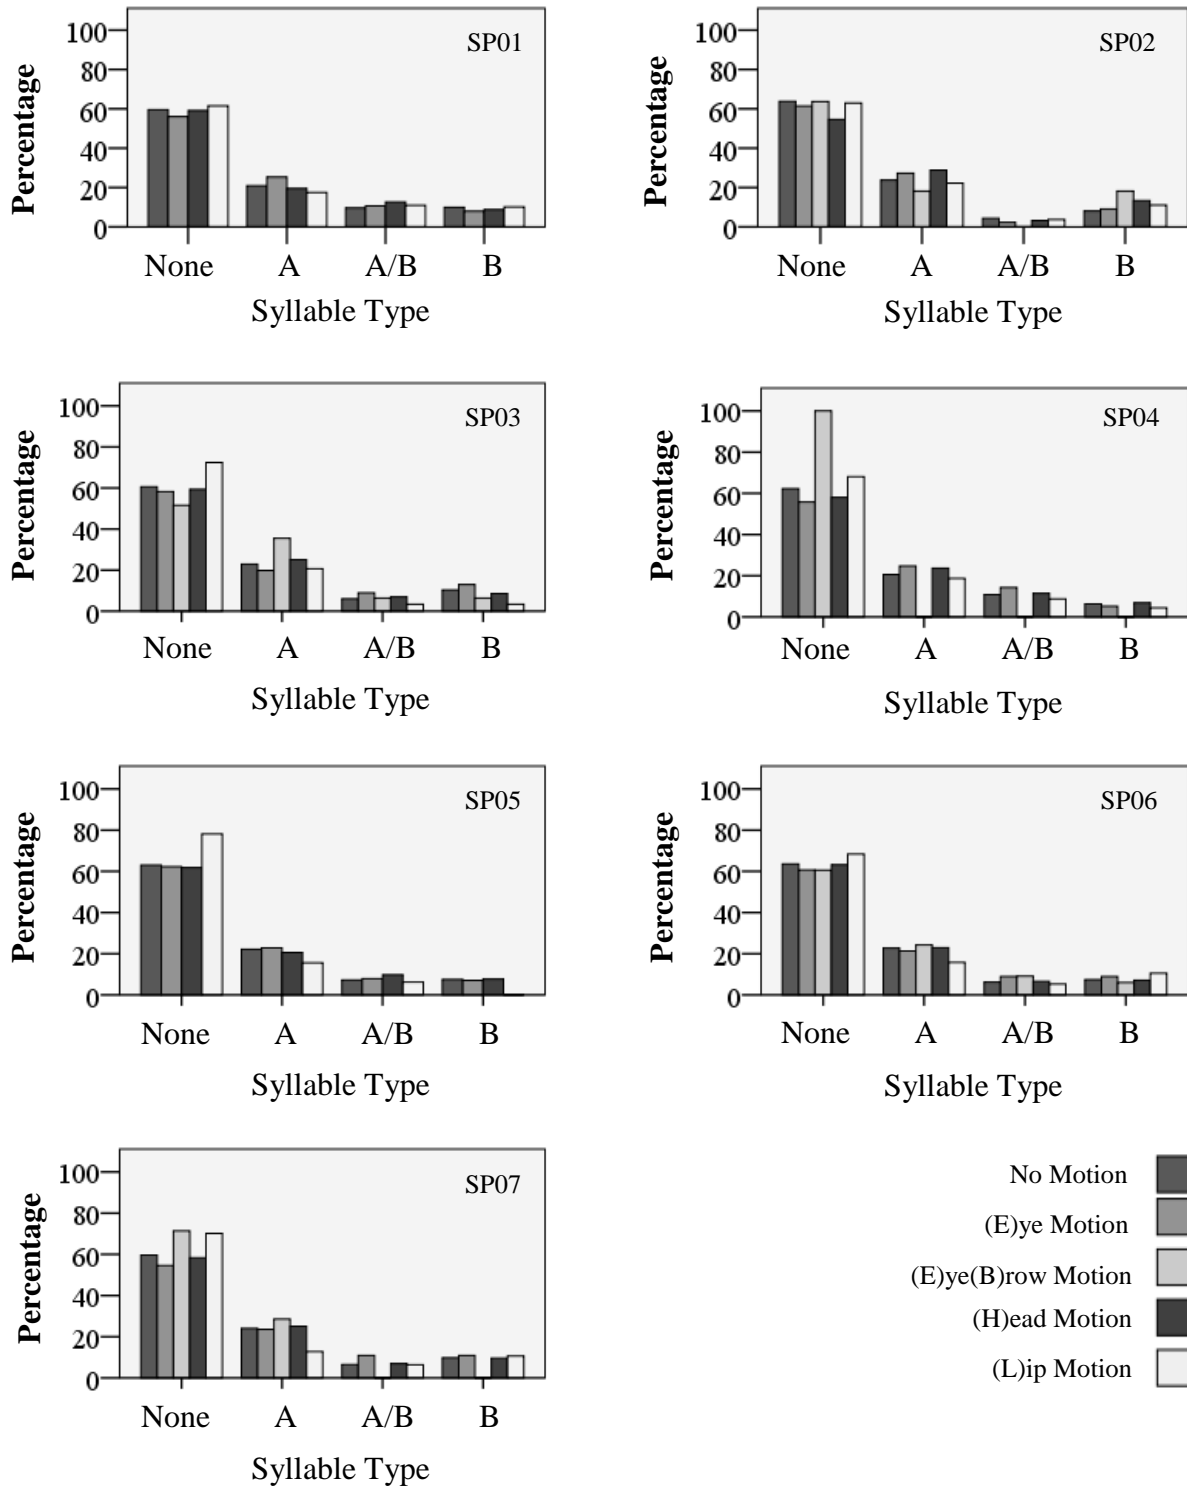 SP01
Percentage
100
80
60
40
20
0
None A A/B B
Syllable Type
SP02
Percentage
100
80
60
40
20
0
None A A/B B
Syllable Type
SP03
Percentage
100
80
60
40
20
0
None A A/B B
Syllable Type
SP04
Percentage
100
80
60
40
20
0
None A A/B B
Syllable Type
SP05
Percentage
100
80
60
40
20
0
None A A/B B
Syllable Type
SP06
Percentage
100
80
60
40
20
0
None A A/B B
Syllable Type
SP07
Percentage
100
80
60
40
20
0
None A A/B B
Syllable Type
No Motion
(E)ye Motion
(E)ye(B)row Motion
(H)ead Motion
(L)ip Motion